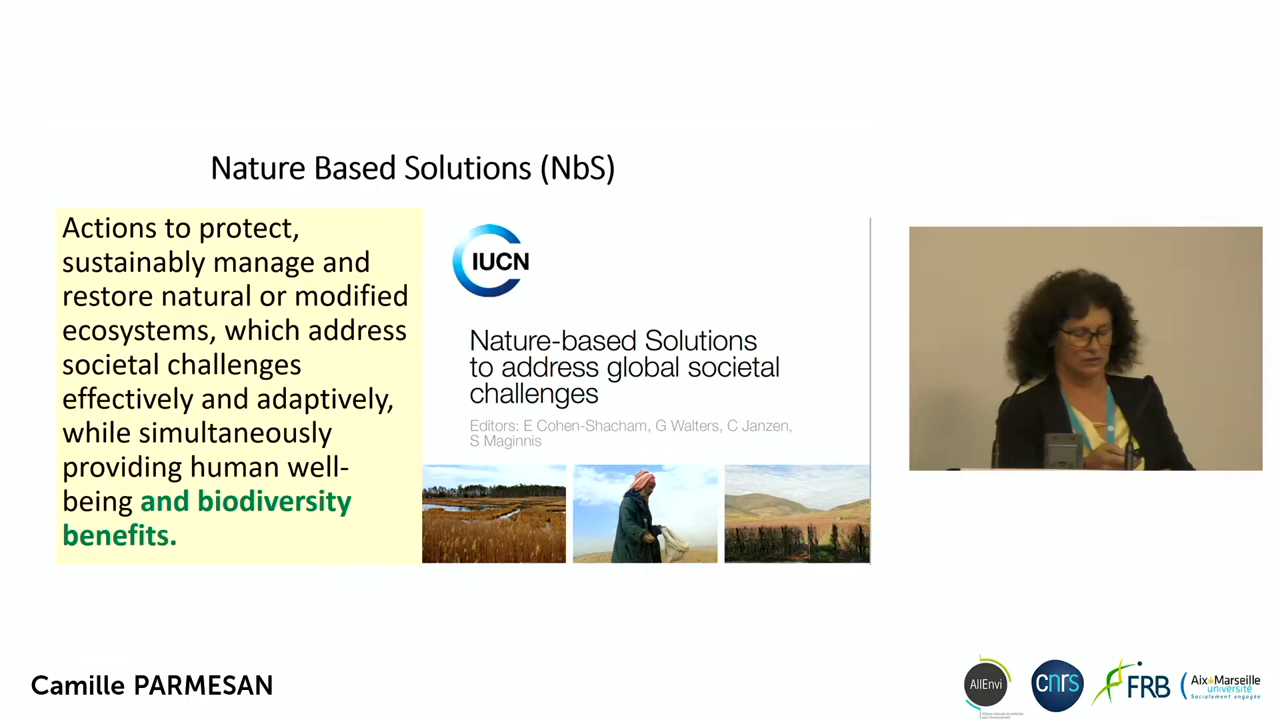 Nature Based Solutions (NbS)
Actions to protect,
sustainably manage and
restore natural or modified
ecosystems, which address
societal challenges
effectively and adaptively,
while simultaneously
providing human well-
being and biodiversity
benefits.
IUCN
Nature-based Solutions
to address global societal
challenges
Editors: E Cohen-Shacham, G Walters, C Janzen,
S Maginnis
Camille PARMESAN
AllEnvi
cnrs
FRB
Aix Marseille
université
Socialement engagée